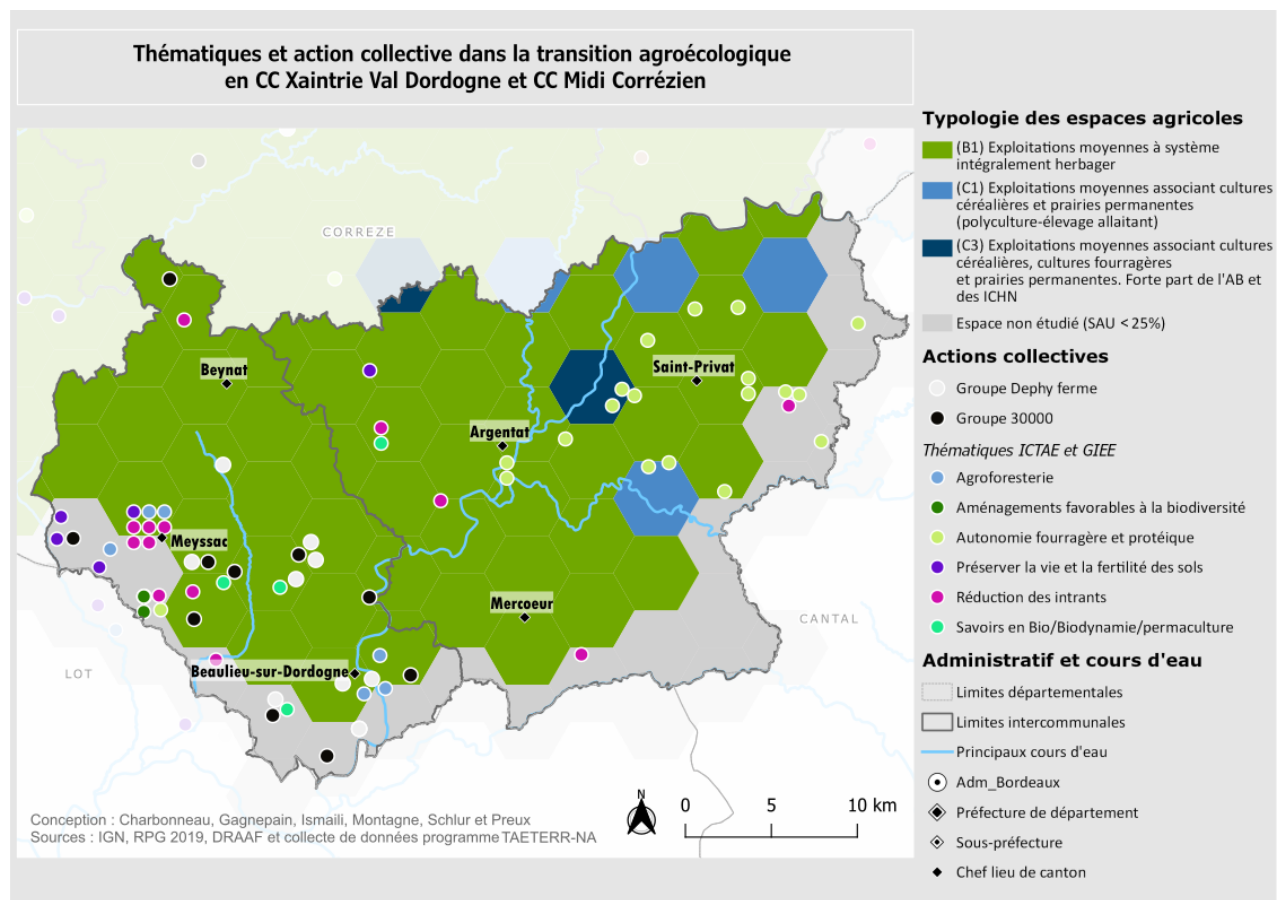 Thématiques et action collective dans la transition agroécologique
en CC Xaintrie Val Dordogne et CC Midi Corrézien
CORREZE
Beynat
Saint-Privat
Argentat
Meyssac
Mercoeur
Beaulieu-sur-Dordogne
LOT
CANTAL
Conception : Charbonneau, Gagnepain, Ismaili, Montagne, Schlur et Preux
Sources : IGN, RPG 2019, DRAAF et collecte de données programme TAETERR-NA
N
0 5 10 km
Typologie des espaces agricoles
(B1) Exploitations moyennes à système
intégralement herbager
(C1) Exploitations moyennes associant cultures
céréalières et prairies permanentes
(polyculture-élevage allaitant)
(C3) Exploitations moyennes associant cultures
céréalières, cultures fourragères
et prairies permanentes. Forte part de l'AB et
des ICHN
Espace non étudié (SAU < 25%)
Actions collectives
Groupe Dephy ferme
Groupe 30000
Thématiques ICTAE et GIEE
Agroforesterie
Aménagements favorables à la biodiversité
Autonomie fourragère et protéique
Préserver la vie et la fertilité des sols
Réduction des intrants
Savoirs en Bio/Biodynamie/permaculture
Administratif et cours d'eau
Limites départementales
Limites intercommunales
Principaux cours d'eau
Adm_Bordeaux
Préfecture de département
Sous-préfecture
Chef lieu de canton